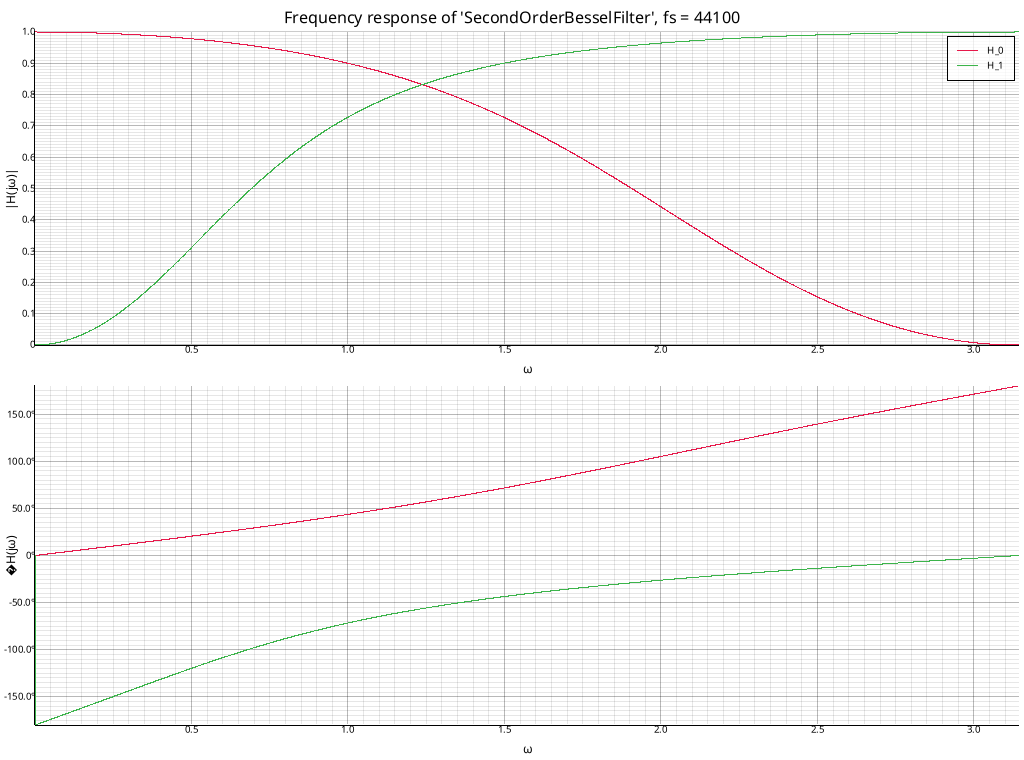 Frequency response of 'SecondOrderBesselFilter', fs = 44100
1.0
0.9
0.8
0.7
0.6
0.5
0.4
0.3
0.2
0.1
0
|H(jω)|
H_0
H_1
0.5 1.0 1.5 2.0 2.5 3.0
ω
150.0°
100.0°
50.0°
0°
-50.0°
-100.0°
-150.0°
�H(jω)
0.5 1.0 1.5 2.0 2.5 3.0
ω